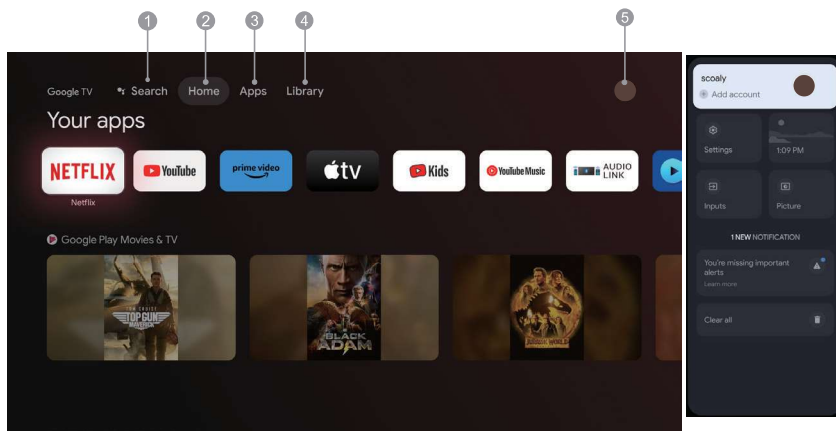 1 2 3 4 5
Google TV Search Home Apps Library
Your apps
NETFLIX YouTube prime video tv Kids YouTube Music AUDIO LINK
Netflix
Google Play Movies & TV
TOM CRUISE
TOP GUN
MAVERICK
BLACK
ADAM
JURASSIC WORLD
scoaly
Add account
Settings 1:09 PM
Inputs Picture
1 NEW NOTIFICATION
You're missing important
alerts
Learn more
Clear all